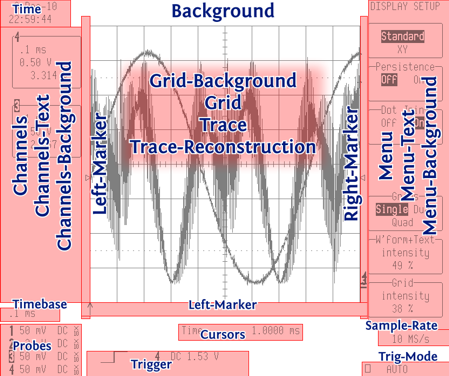 Time
-10
22:59:44
Background
DISPLAY SETUP
Standard
XY
.1 ms
0.50 V
3.314
Persistence
Off
Grid-Background
Grid
Trace
Trace-Reconstruction
Dot
Off
Channels
Channels-Text
Channels-Background
Left-Marker
Right-Marker
Menu
Menu-Text
Menu-Background
Single
Quad
W'form+Text
intensity
49 %
Grid
intensity
38 %
Timebase
.1 ms
Left-Marker
Sample-Rate
10 MS/s
Cursors
Time
1.0000 ms
1 50 mV DC
Probes
50 mV DC
50 mV DC
4 50 mV DC
Trigger
4 DC 1.53 V
Trig-Mode
AUTO